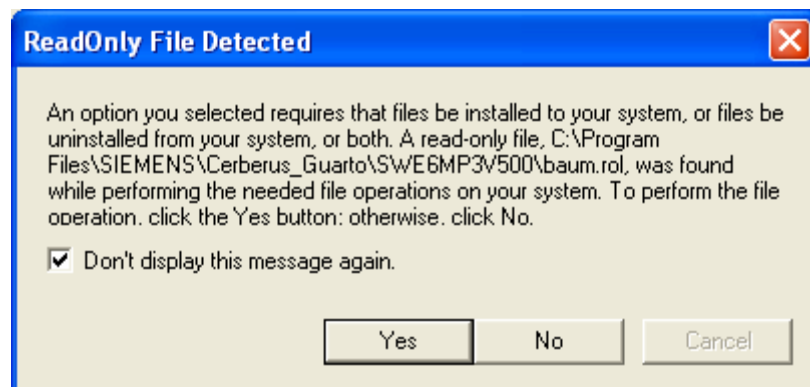 ReadOnly File Detected
An option you selected requires that files be installed to your system, or files be
uninstalled from your system, or both. A read-only file, C:\Program
Files\SIEMENS\Cerberus_Guarto\SWE6MP3V500\baum.rol, was found
while performing the needed file operations on your system. To perform the file
operation, click the Yes button; otherwise, click No.
Don't display this message again.
Yes No Cancel